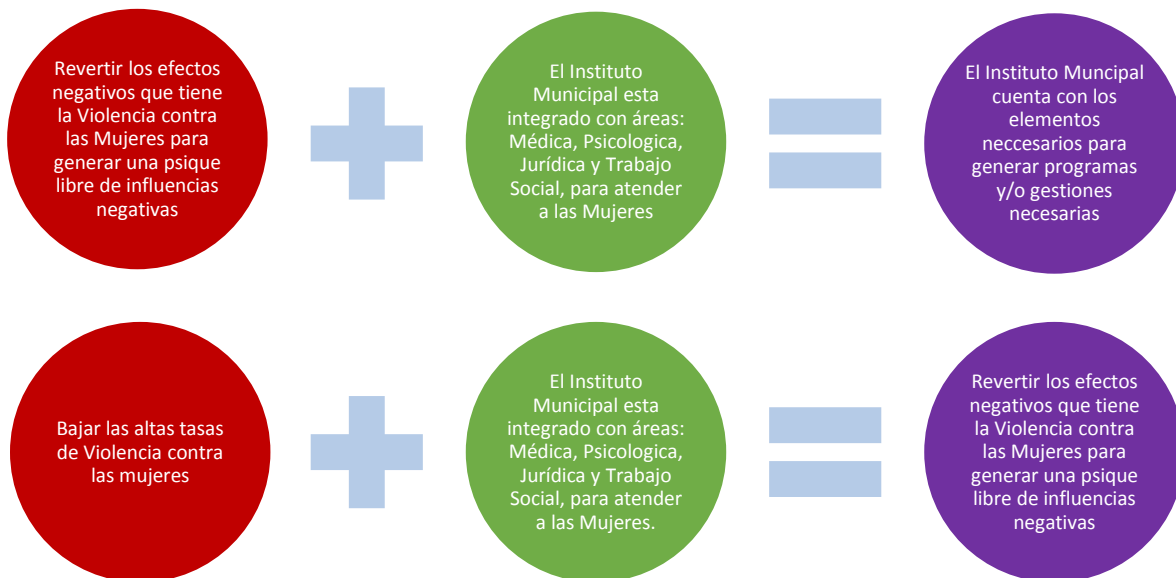 Revertir los efectos
negativos que tiene
la Violencia contra
las Mujeres para
generar una psique
libre de influencias
negativas
El Instituto
Municipal esta
integrado con áreas:
Médica, Psicologica,
Jurídica y Trabajo
Social, para atender
a las Mujeres
El Instituto Muncipal
cuenta con los
elementos
neccesarios para
generar programas
y/o gestiones
necesarias
Bajar las altas tasas
de Violencia contra
las mujeres
El Instituto
Municipal esta
integrado con áreas:
Médica, Psicologica,
Jurídica y Trabajo
Social, para atender
a las Mujeres.
Revertir los efectos
negativos que tiene
la Violencia contra
las Mujeres para
generar una psique
libre de influencias
negativas